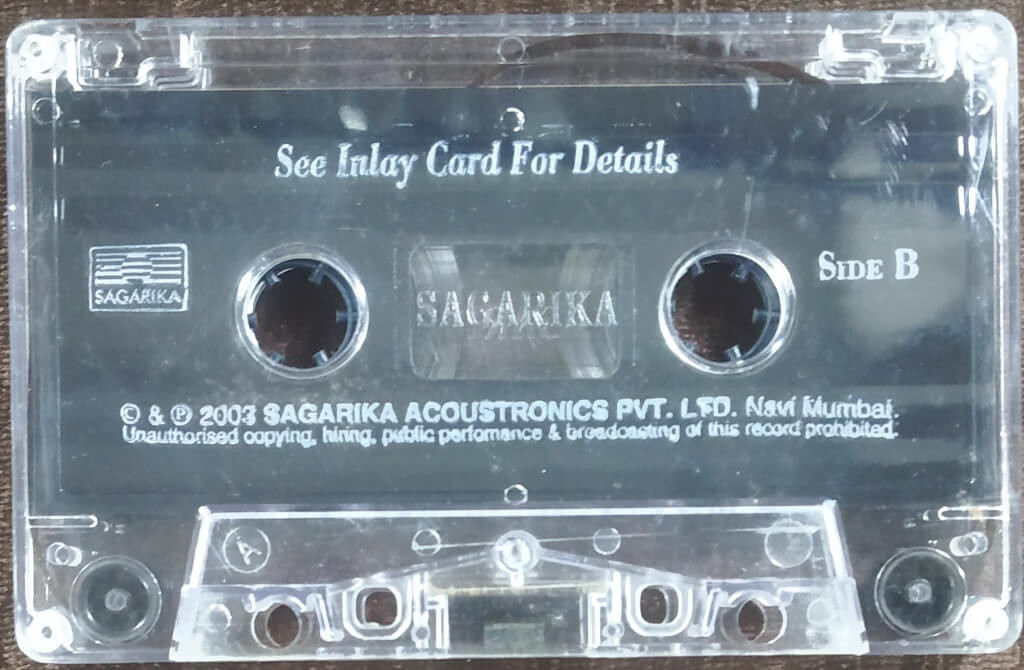 See Inlay Card For Details
SAGARIKA
SAGARIKA
SIDE B
© & ℗ 2003 SAGARIKA ACOUSTRONICS PVT. LTD. Navi Mumbai.
Unauthorised copying, hiring, public perfomance & broadcasting of this record prohibited.
A